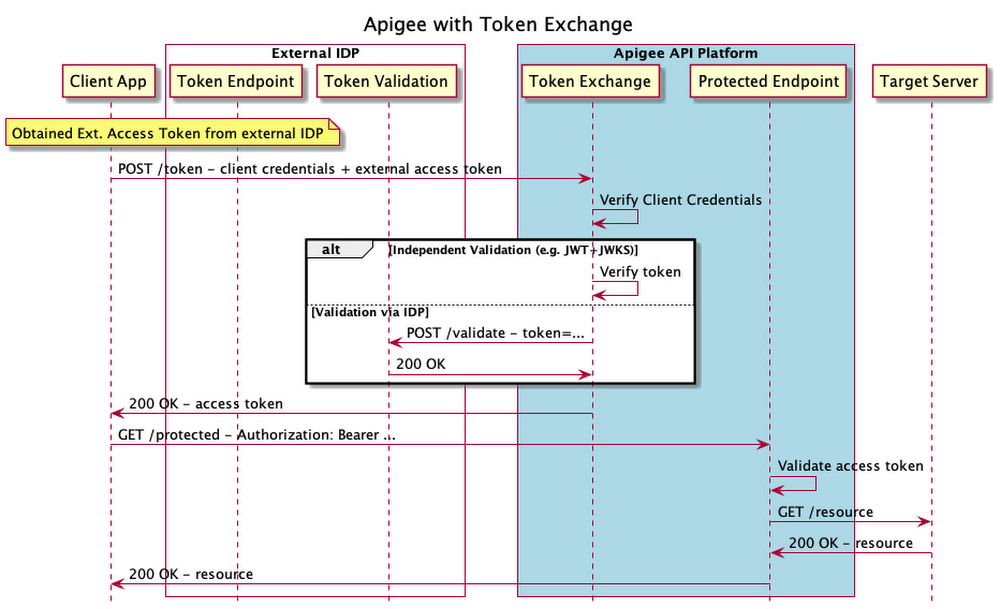 Apigee with Token Exchange
External IDP
Apigee API Platform
Client App
Token Endpoint
Token Validation
Token Exchange
Protected Endpoint
Target Server
Obtained Ext. Access Token from external IDP
POST /token - client credentials + external access token
Verify Client Credentials
alt
[Independent Validation (e.g. JWT+JWKS)]
Verify token
[Validation via IDP]
POST /validate - token=...
200 OK
200 OK - access token
GET /protected - Authorization: Bearer ...
Validate access token
GET /resource
200 OK - resource
200 OK - resource